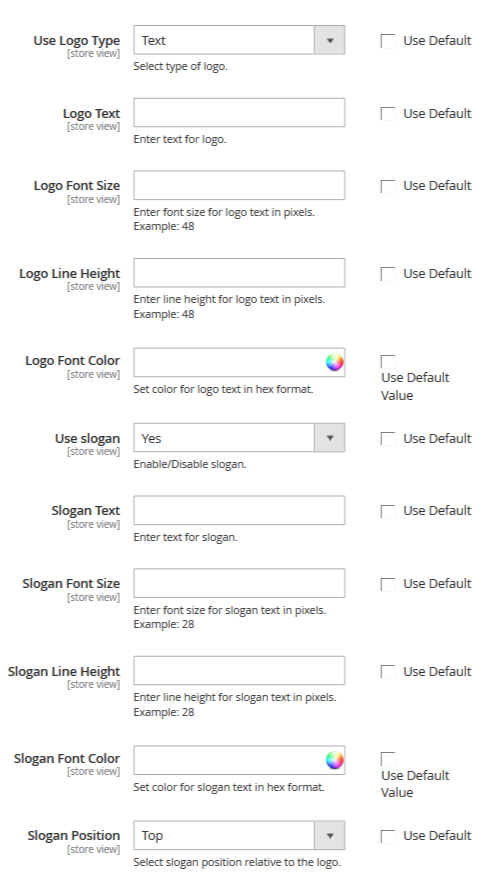 Use Logo Type Text Use Default
[store view]
Select type of logo.
Logo Text Use Default
[store view]
Enter text for logo.
Logo Font Size Use Default
[store view]
Enter font size for logo text in pixels.
Example: 48
Logo Line Height Use Default
[store view]
Enter line height for logo text in pixels.
Example: 48
Logo Font Color
[store view]
Use Default
Value
Set color for logo text in hex format.
Use slogan Yes Use Default
[store view]
Enable/Disable slogan.
Slogan Text Use Default
[store view]
Enter text for slogan.
Slogan Font Size Use Default
[store view]
Enter font size for slogan text in pixels.
Example: 28
Slogan Line Height Use Default
[store view]
Enter line height for slogan text in pixels.
Example: 28
Slogan Font Color
[store view]
Use Default
Value
Set color for slogan text in hex format.
Slogan Position Top Use Default
[store view]
Select slogan position relative to the logo.